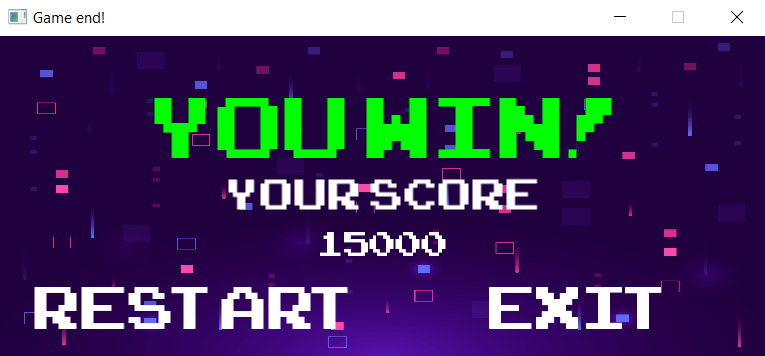 Game end!
YOU WIN!
YOUR SCORE
15000
RESTART EXIT